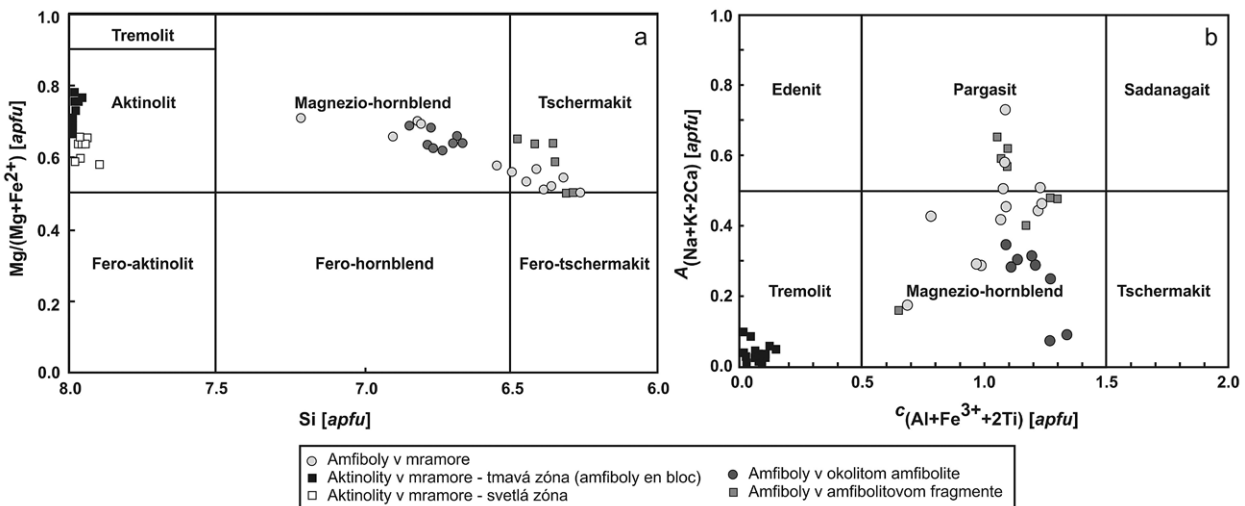 a
Mg/(Mg+Fe2+) [apfu]
1.0
0.8
0.6
0.4
0.2
0.0
Tremolit
Aktinolit
Magnezio-hornblend
Tschermakit
Fero-aktinolit
Fero-hornblend
Fero-tschermakit
8.0
7.5
7.0
6.5
6.0
Si [apfu]
b
A(Na+K+2Ca) [apfu]
1.0
0.8
0.6
0.4
0.2
0.0
Edenit
Pargasit
Sadanagait
Tremolit
Magnezio-hornblend
Tschermakit
0.0
0.5
1.0
1.5
2.0
C(Al+Fe3++2Ti) [apfu]
Amfiboly v mramore
Aktinolity v mramore - tmavá zóna (amfiboly en bloc)
Aktinolity v mramore - svetlá zóna
Amfiboly v okolitom amfibolite
Amfiboly v amfibolitovom fragmente